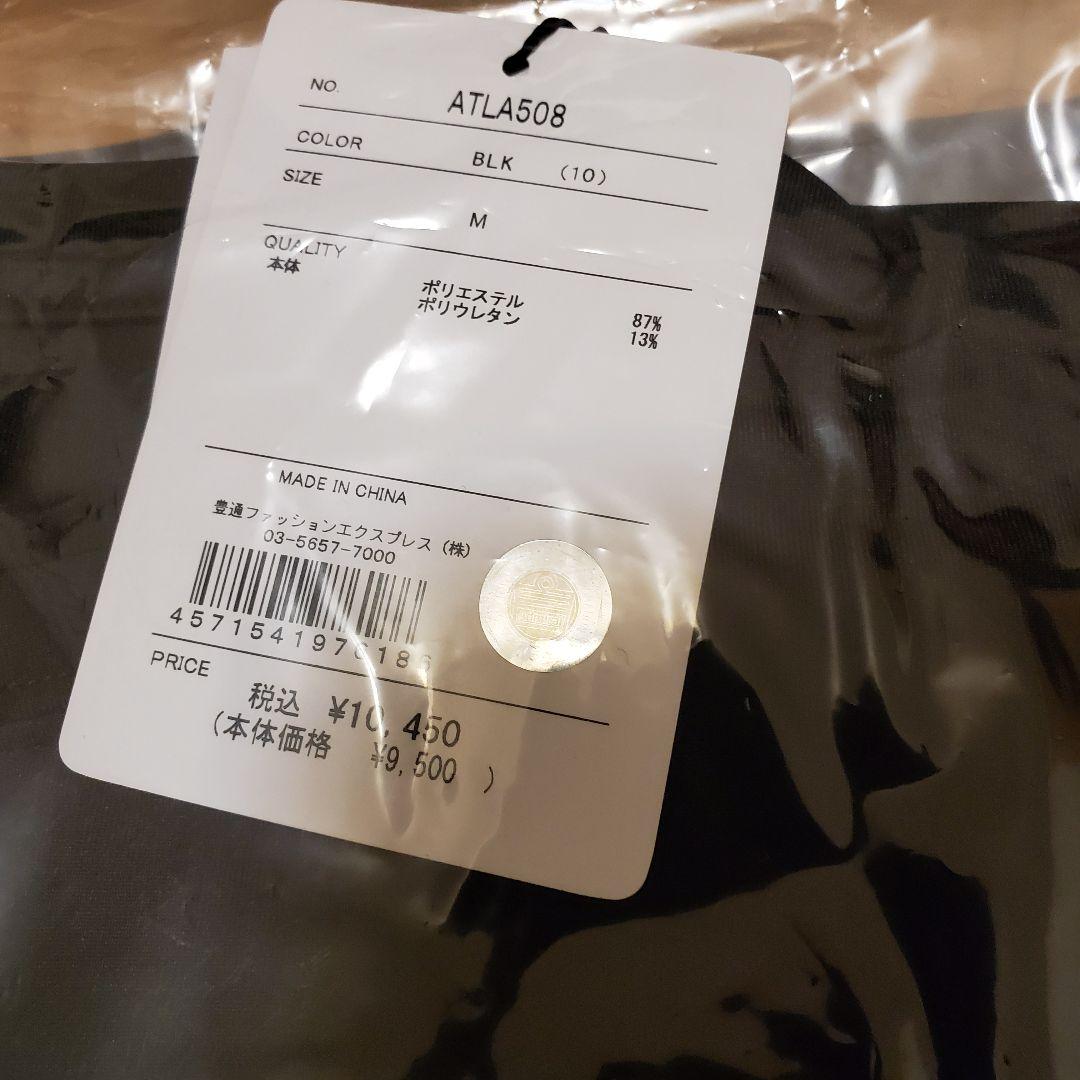 NO. ATLA508
COLOR BLK (10)
SIZE
M
QUALITY
本体
ポリエステル 87%
ポリウレタン 13%
MADE IN CHINA
豊通ファッションエクスプレス(株)
03-5657-7000
4571541976186
PRICE
税込 ¥10,450
(本体価格 ¥9,500 )